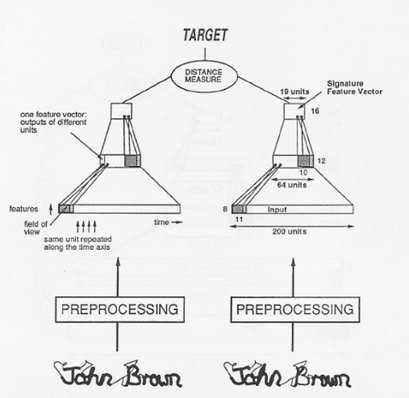 TARGET
DISTANCE
MEASURE
19 units
Signature
Feature Vector
16
one feature vector:
outputs of different
units
12
10
64 units
features
8
Input
field of
view
time
11
same unit repeated
along the time axis
200 units
PREPROCESSING
PREPROCESSING
John Brown
John Brown